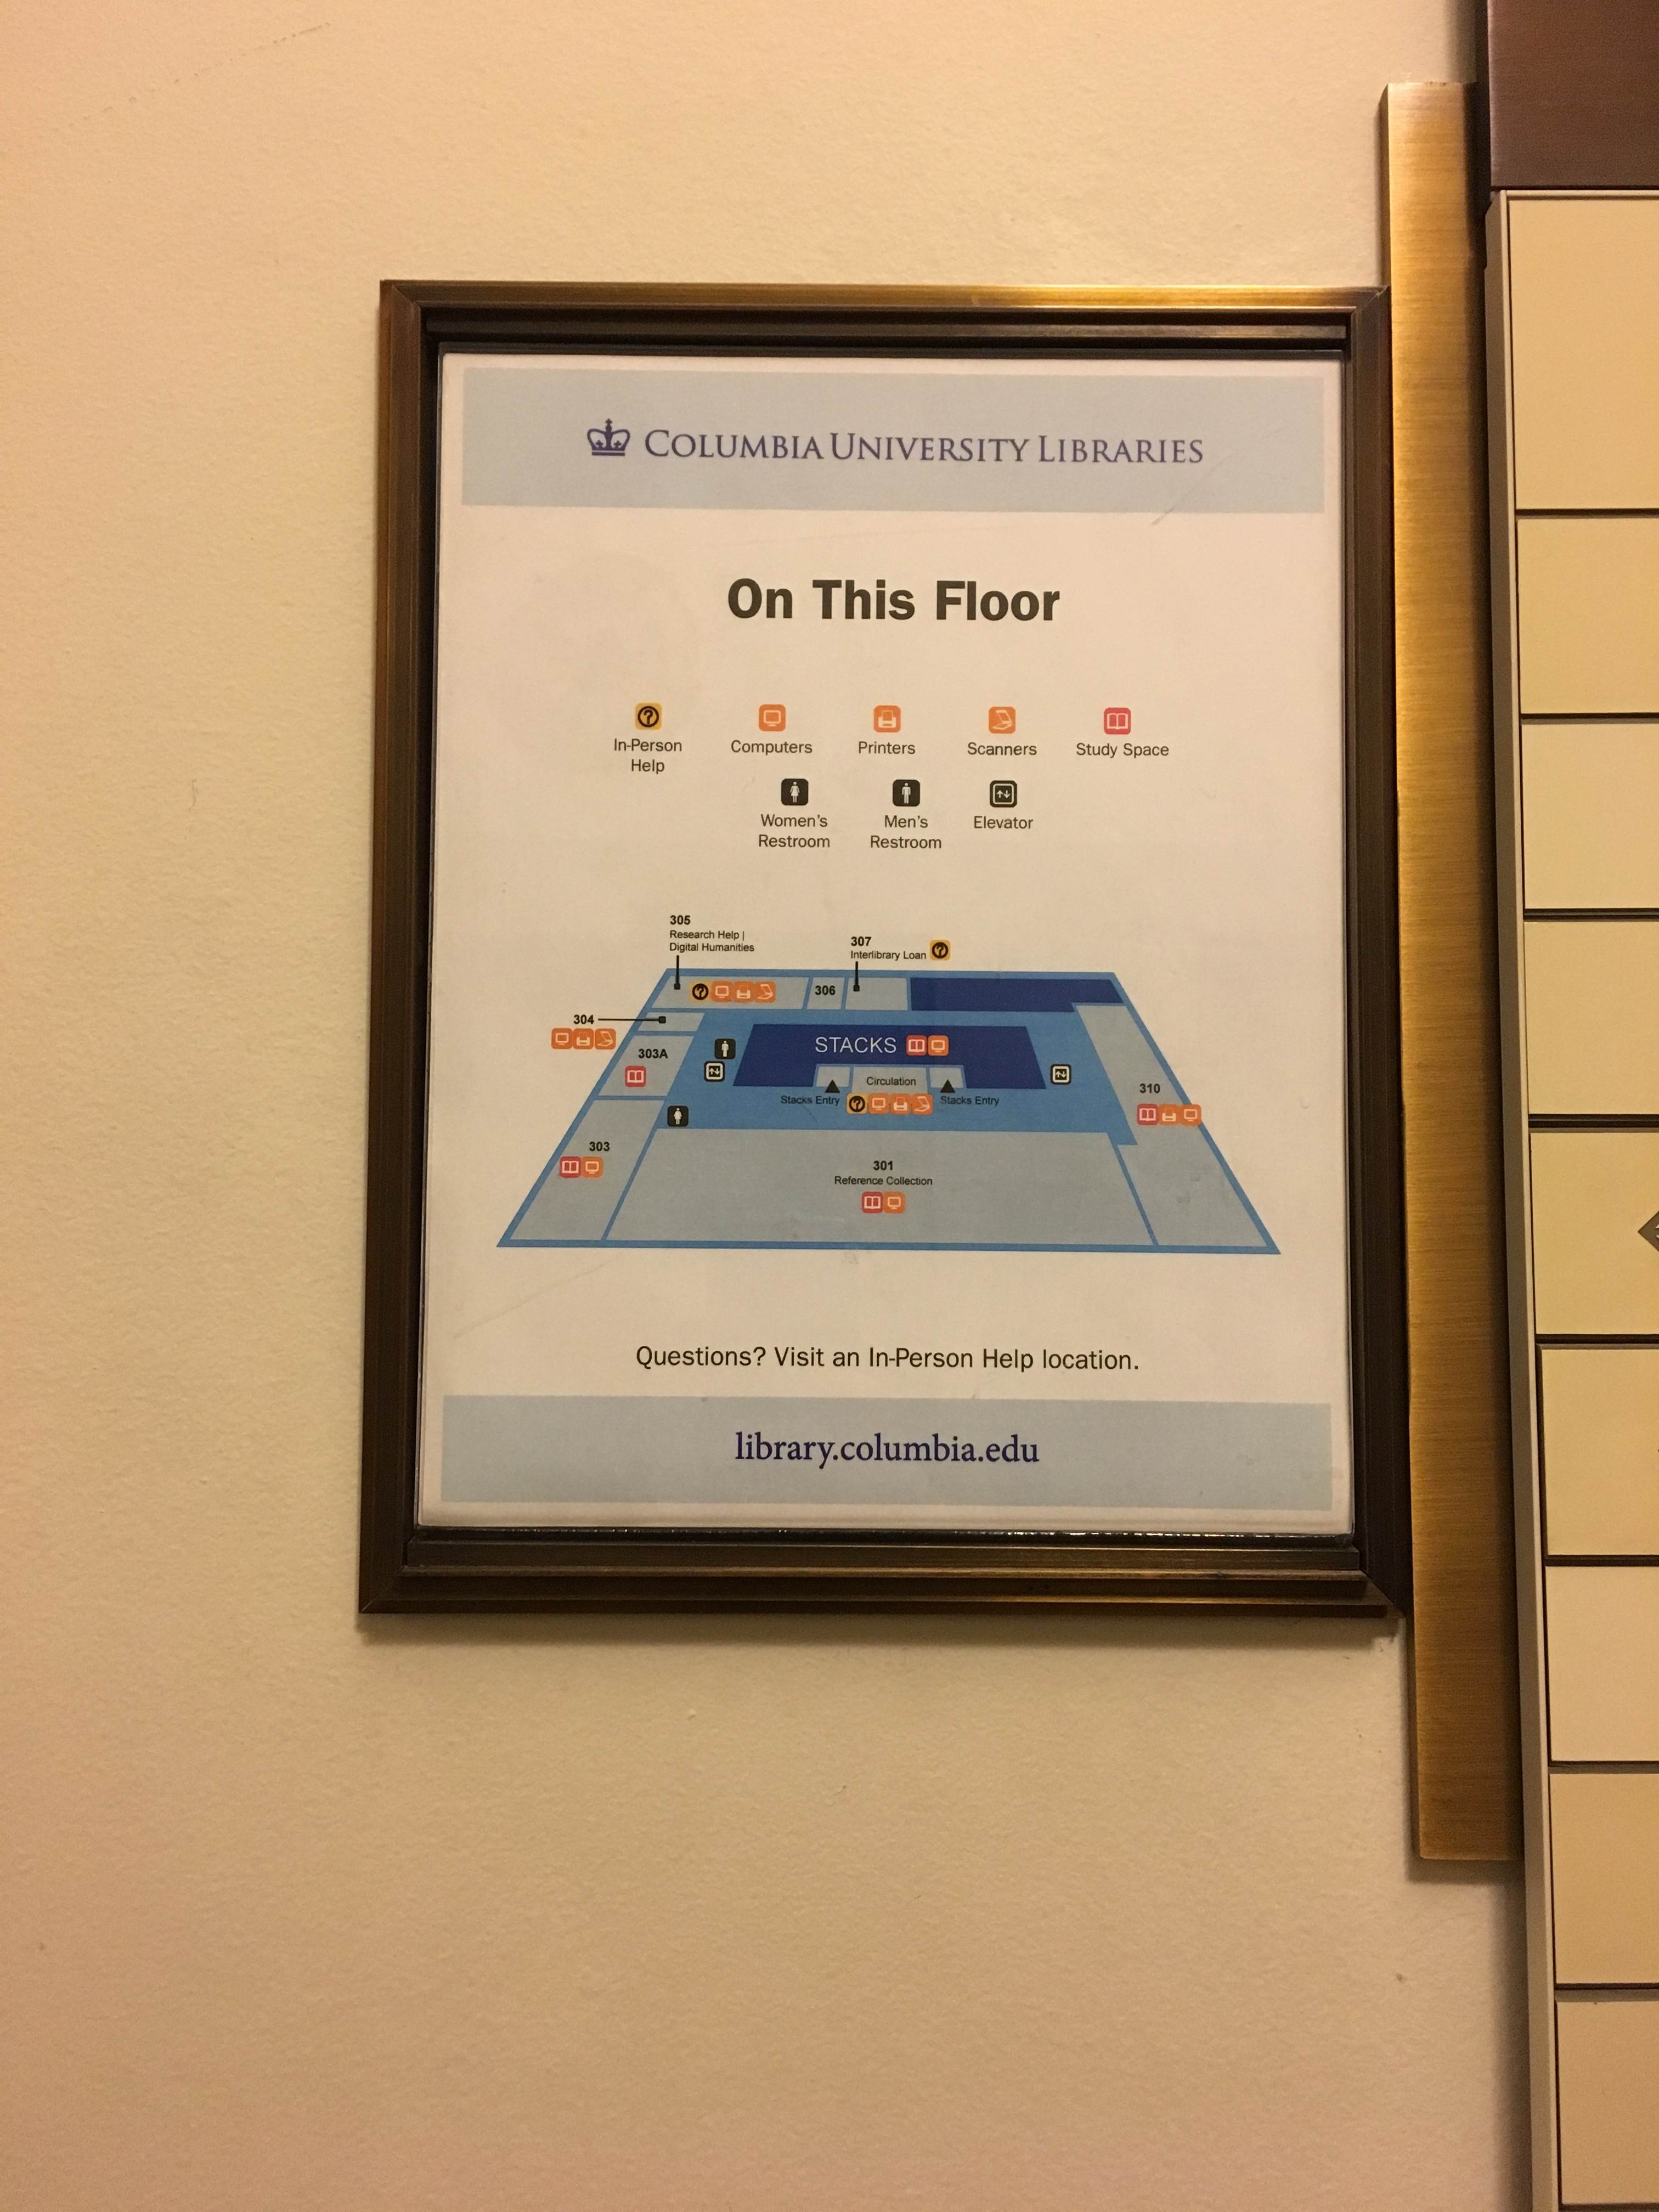 COLUMBIA UNIVERSITY LIBRARIES
On This Floor
In-Person
Help
Computers
Printers
Scanners
Study Space
Women's
Restroom
Men's
Restroom
Elevator
305
Research Help |
Digital Humanities
307
Interlibrary Loan
306
304
303A
STACKS
Circulation
Stacks Entry
Stacks Entry
310
303
301
Reference Collection
Questions? Visit an In-Person Help location.
library.columbia.edu